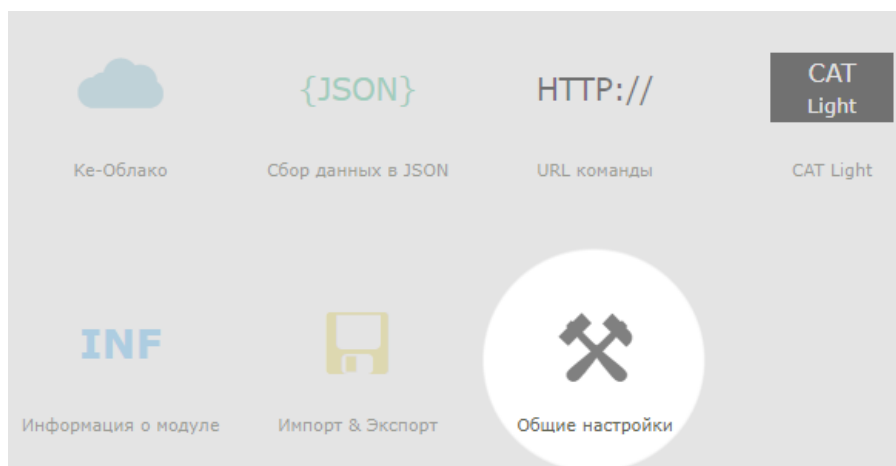 {JSON}
HTTP://
CAT
Light
Ке-Облако
Сбор данных в JSON
URL команды
CAT Light
INF
Информация о модуле
Импорт & Экспорт
Общие настройки